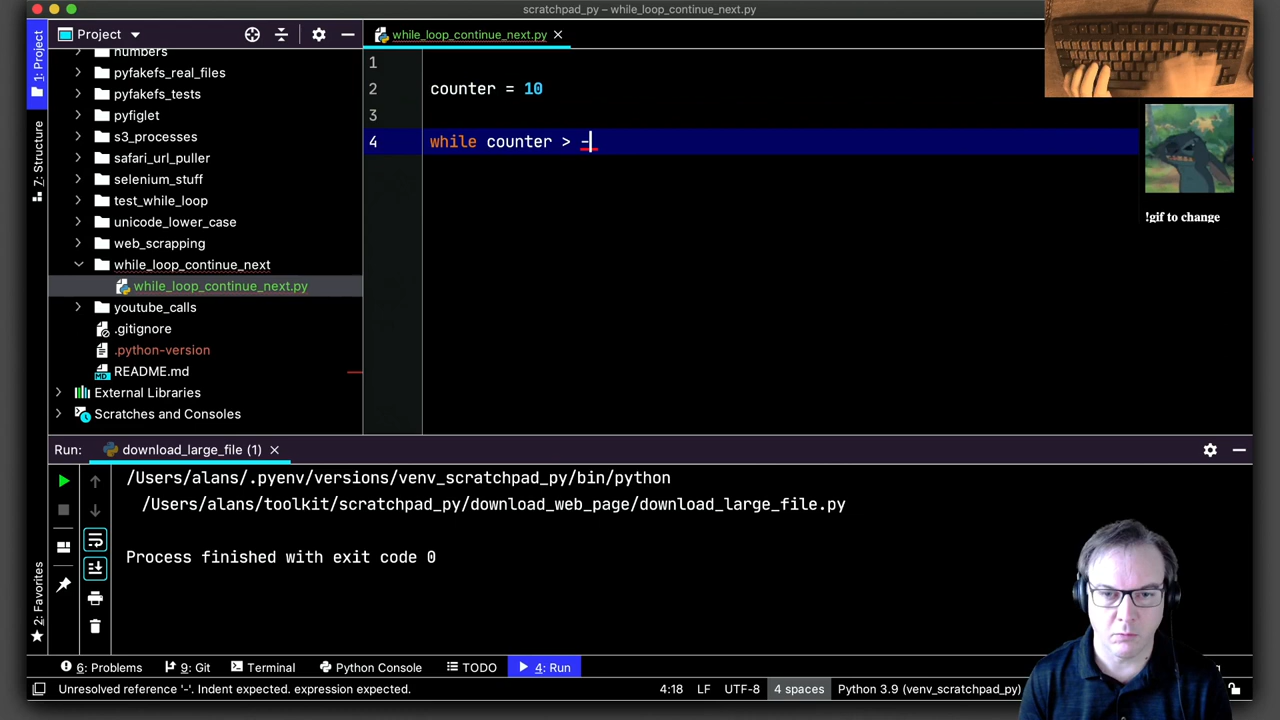 scratchpad_py – while_loop_continue_next.py
1: Project
Project
while_loop_continue_next.py
numbers
pyfakefs_real_files
pyfakefs_tests
pyfiglet
s3_processes
safari_url_puller
selenium_stuff
test_while_loop
unicode_lower_case
web_scrapping
while_loop_continue_next
while_loop_continue_next.py
youtube_calls
.gitignore
.python-version
README.md
External Libraries
Scratches and Consoles
7: Structure
2: Favorites
1
2 counter = 10
3
4 while counter > -
!gif to change
Run: download_large_file (1)
/Users/alans/.pyenv/versions/venv_scratchpad_py/bin/python
/Users/alans/toolkit/scratchpad_py/download_web_page/download_large_file.py
Process finished with exit code 0
6: Problems 9: Git Terminal Python Console TODO 4: Run
Unresolved reference '-'. Indent expected. expression expected. 4:18 LF UTF-8 4 spaces Python 3.9 (venv_scratchpad_py)